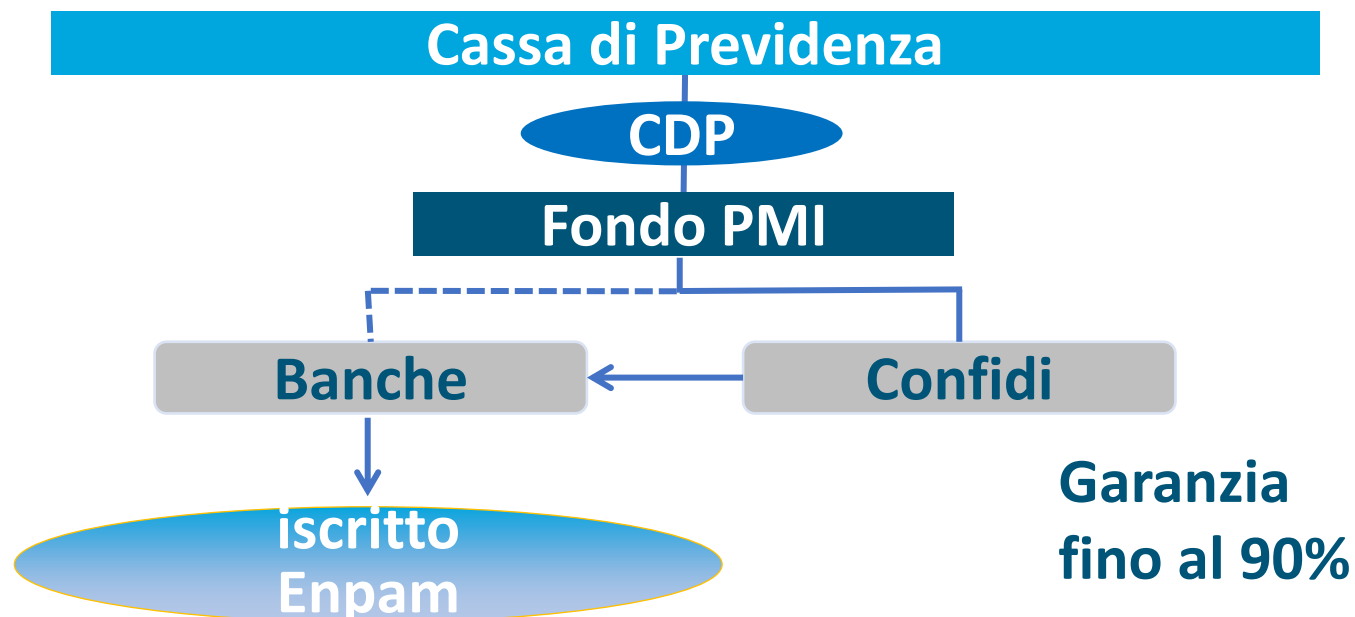 Cassa di Previdenza
CDP
Fondo PMI
Banche
Confidi
Garanzia
fino al 90%
iscritto
Enpam